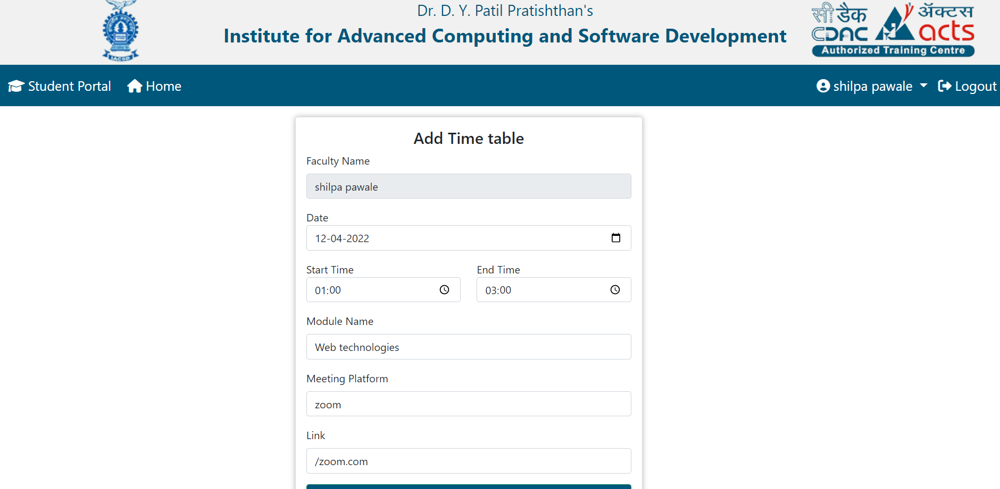 Dr. D. Y. Patil Pratishthan's
Institute for Advanced Computing and Software Development
IACSD
सी डैक
CDAC
ॲक्टस
acts
Authorized Training Centre
Student Portal Home shilpa pawale Logout
Add Time table
Faculty Name
shilpa pawale
Date
12-04-2022
Start Time End Time
01:00 03:00
Module Name
Web technologies
Meeting Platform
zoom
Link
/zoom.com